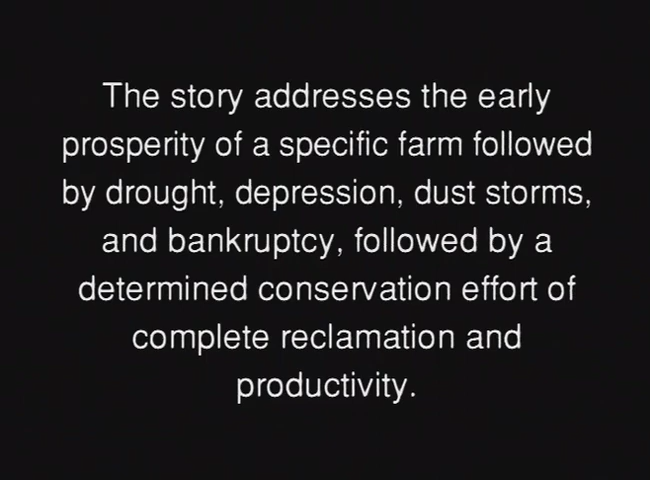 The story addresses the early
prosperity of a specific farm followed
by drought, depression, dust storms,
and bankruptcy, followed by a
determined conservation effort of
complete reclamation and
productivity.